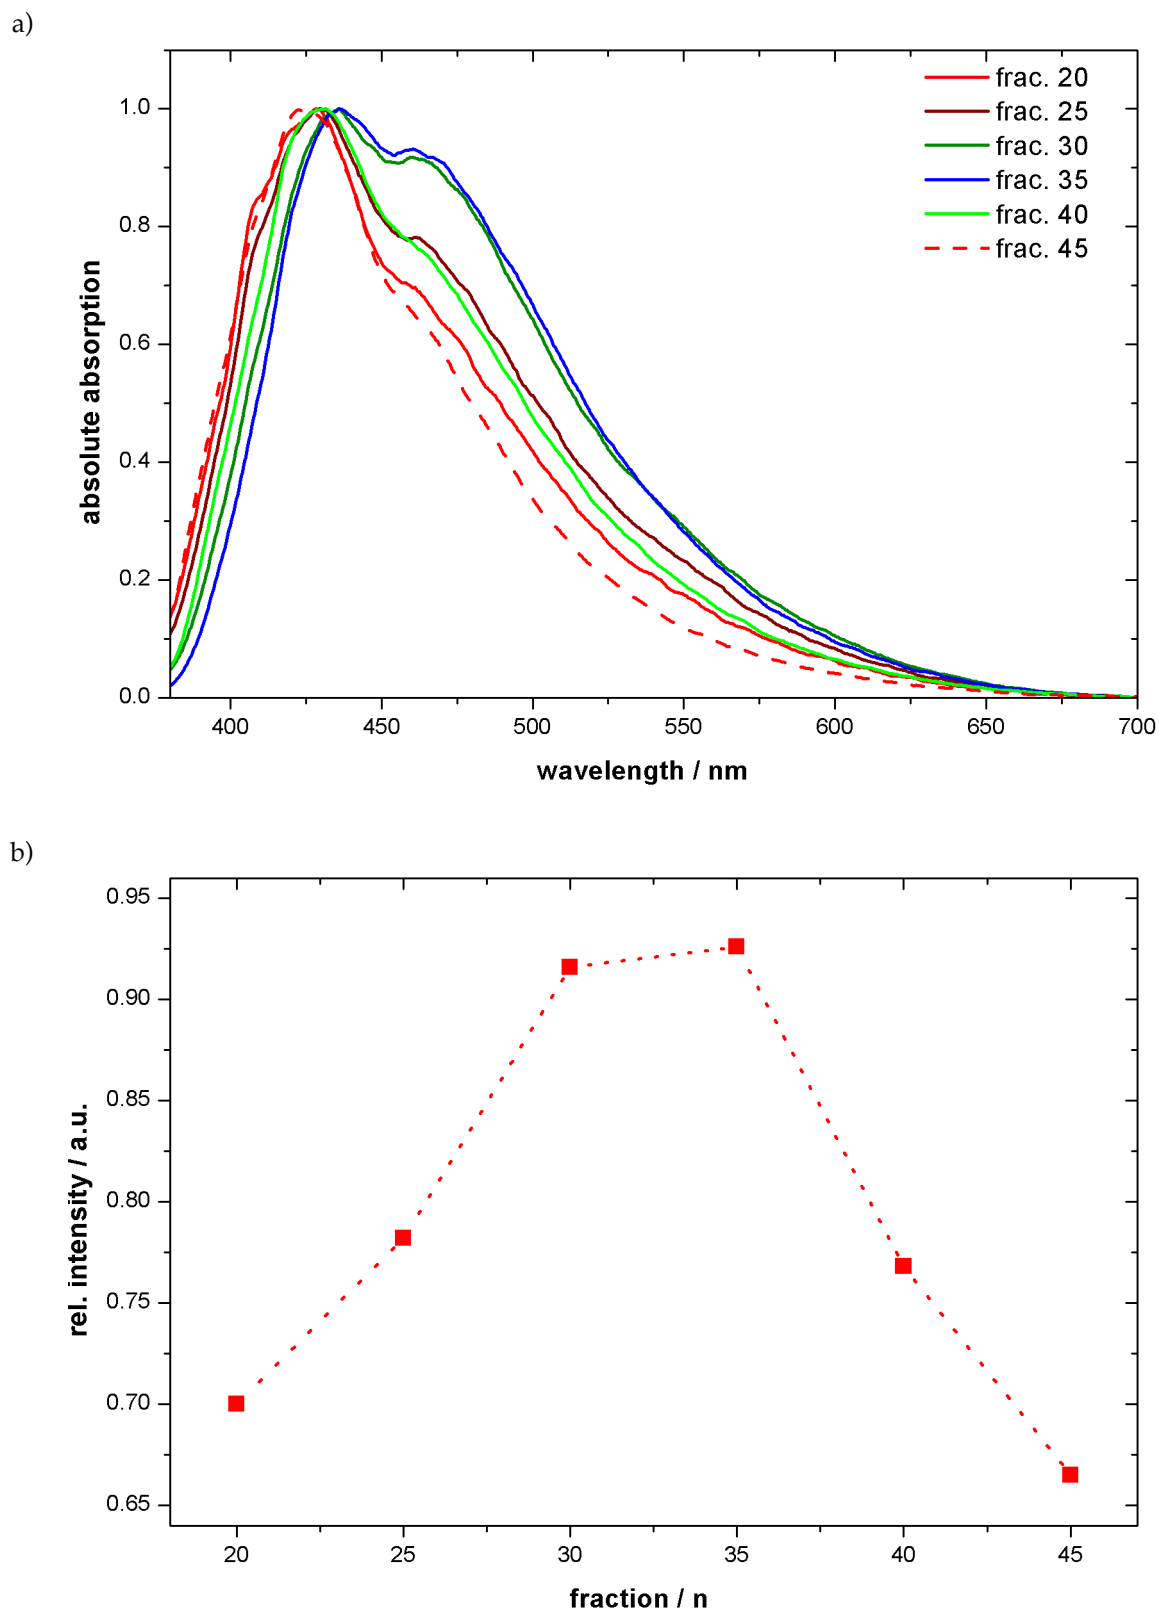 a)
frac. 20
frac. 25
frac. 30
frac. 35
frac. 40
frac. 45
1.0
0.8
0.6
0.4
0.2
0.0
absolute absorption
400 450 500 550 600 650 700
wavelength / nm
b)
0.95
0.90
0.85
0.80
0.75
0.70
0.65
rel. intensity / a.u.
20 25 30 35 40 45
fraction / n